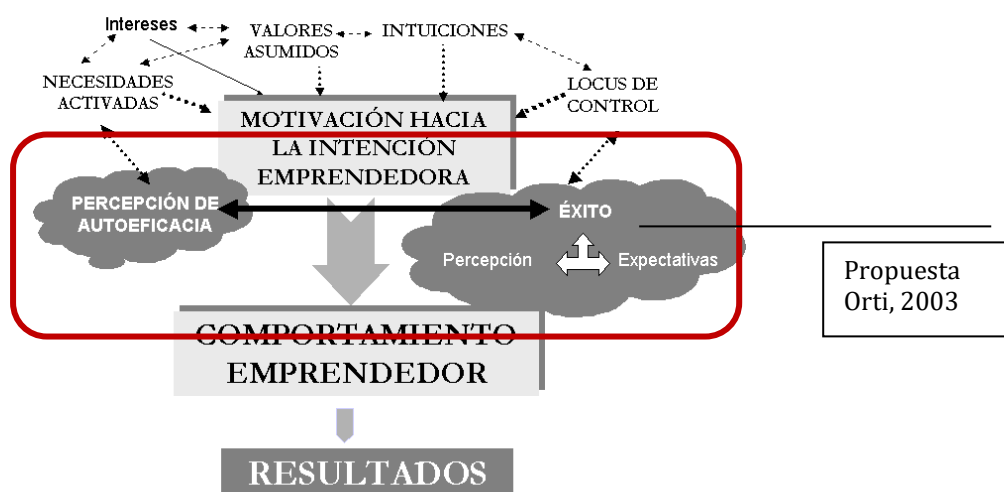 Intereses
VALORES
ASUMIDOS
INTUICIONES
NECESIDADES
ACTIVADAS
LOCUS DE
CONTROL
MOTIVACIÓN HACIA
LA INTENCIÓN
EMPRENDEDORA
PERCEPCIÓN DE
AUTOEFICACIA
ÉXITO
Percepción
Expectativas
Propuesta
Orti, 2003
COMPORTAMIENTO
EMPRENDEDOR
RESULTADOS